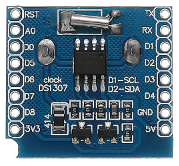 RST
TX
A0
RX
D0
D1
D5
D2
D6
clock
D1-SCL
D3
DS1307
D2-SDA
D7
D4
D8
GND
3V3
414
5V